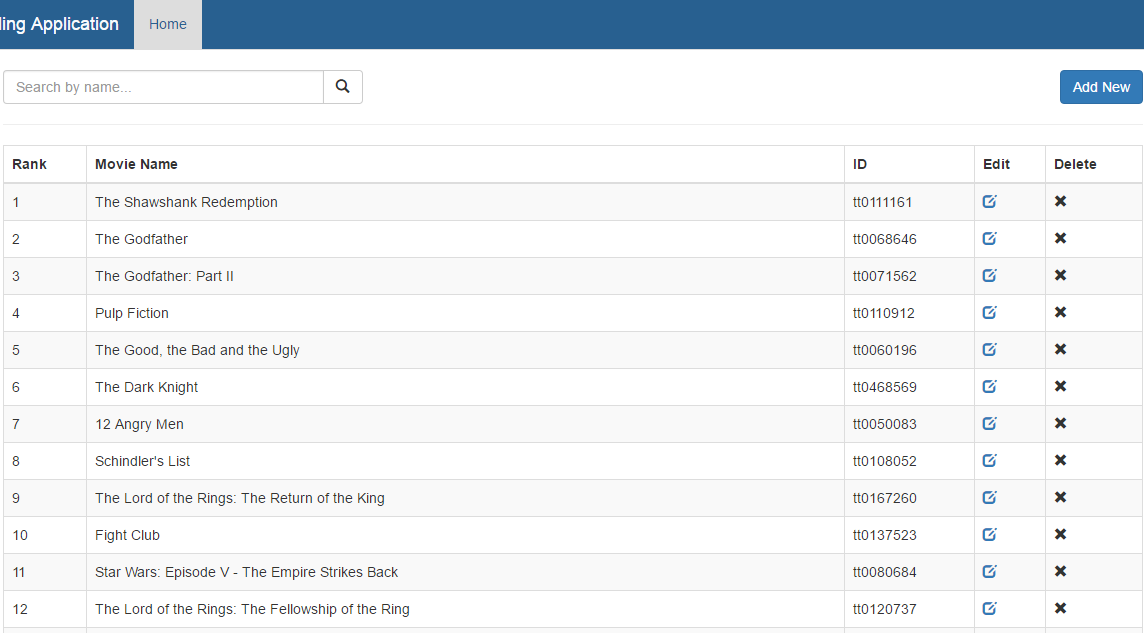 Application Home
Search by name... Add New
Rank Movie Name ID Edit Delete
1 The Shawshank Redemption tt0111161
2 The Godfather tt0068646
3 The Godfather: Part II tt0071562
4 Pulp Fiction tt0110912
5 The Good, the Bad and the Ugly tt0060196
6 The Dark Knight tt0468569
7 12 Angry Men tt0050083
8 Schindler's List tt0108052
9 The Lord of the Rings: The Return of the King tt0167260
10 Fight Club tt0137523
11 Star Wars: Episode V - The Empire Strikes Back tt0080684
12 The Lord of the Rings: The Fellowship of the Ring tt0120737